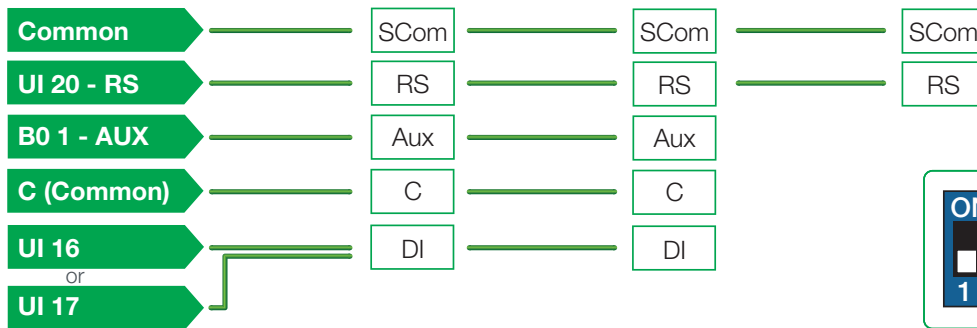 Common SCom SCom SCom
UI 20 - RS RS RS RS
B0 1 - AUX Aux Aux
C (Common) C C
UI 16 DI DI
or
UI 17
1